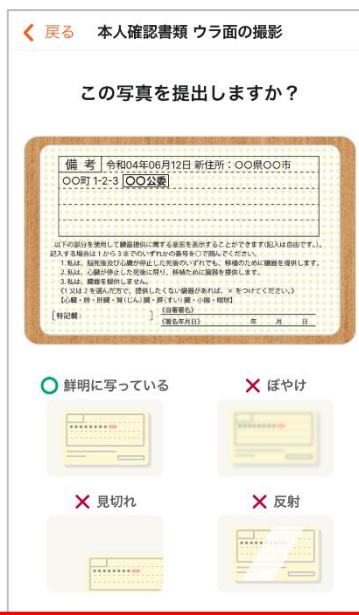 戻る 本人確認書類 ウラ面の撮影
この写真を提出しますか？
備 考 令和04年06月12日 新住所：〇〇県〇〇市
〇〇町 1-2-3 〇〇公委
以下の部分を使用して臓器提供に関する意思を表示することができます(記入は自由です。)。
記入する場合は1から3までのいずれかの番号を〇で囲んでください。
1.私は、脳死後及び心臓が停止した死後のいずれでも、移植のために臓器を提供します。
2.私は、心臓が停止した死後に限り、移植のために臓器を提供します。
3.私は、臓器を提供しません。
《1又は2を選んだ方で、提供したくない臓器があれば、×をつけてください。》
【心臓・肺・肝臓・腎(じん)臓・膵(すい)臓・小腸・眼球】
[特記欄： ] 《自署署名》
《署名年月日》 年 月 日
鮮明に写っている ぼやけ
見切れ 反射